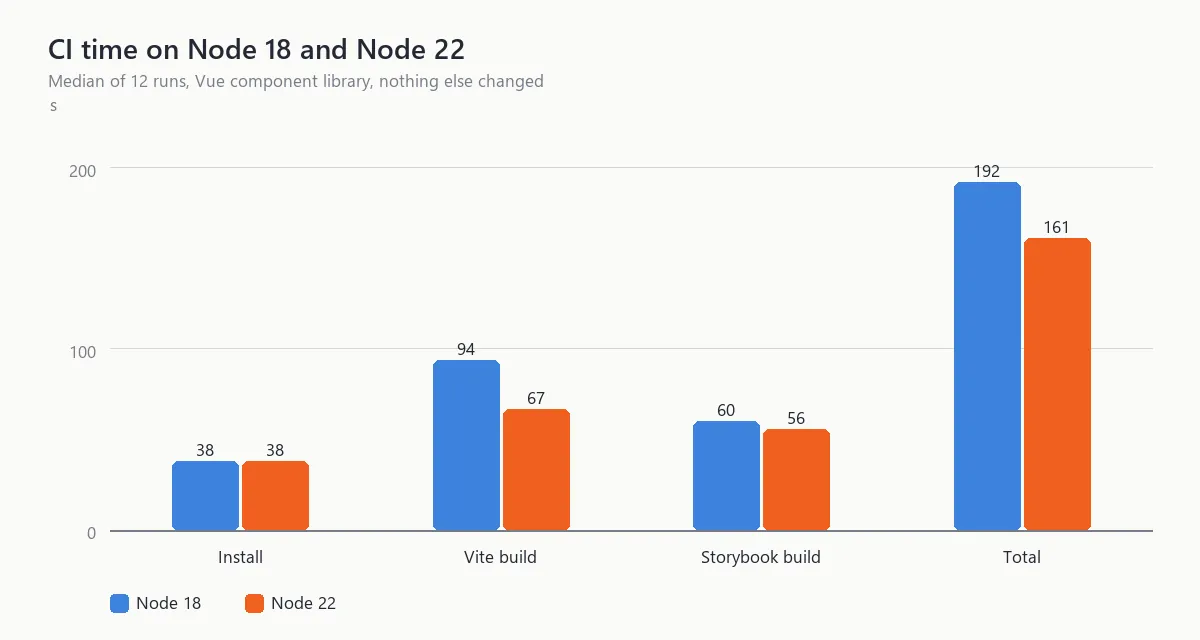 CI time on Node 18 and Node 22
Median of 12 runs, Vue component library, nothing else changed
s
200
192
161
100
94
67
60
56
38
38
0
Install
Vite build
Storybook build
Total
Node 18
Node 22